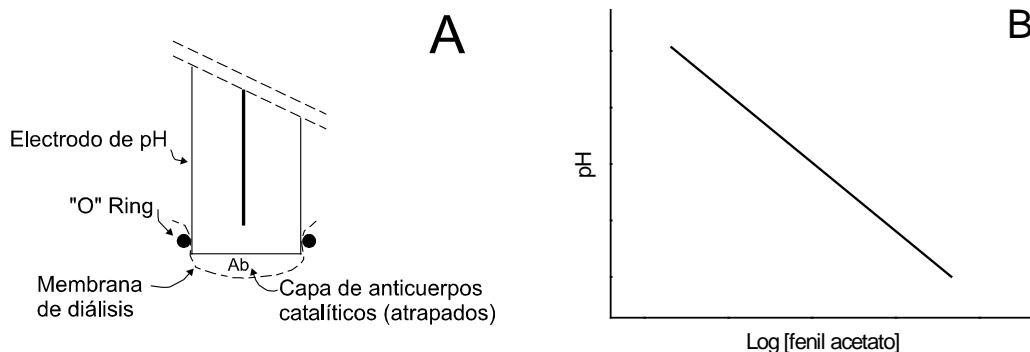 A
Electrodo de pH
"O" Ring
Ab
Membrana
de diálisis
Capa de anticuerpos
catalíticos (atrapados)
B
pH
Log [fenil acetato]